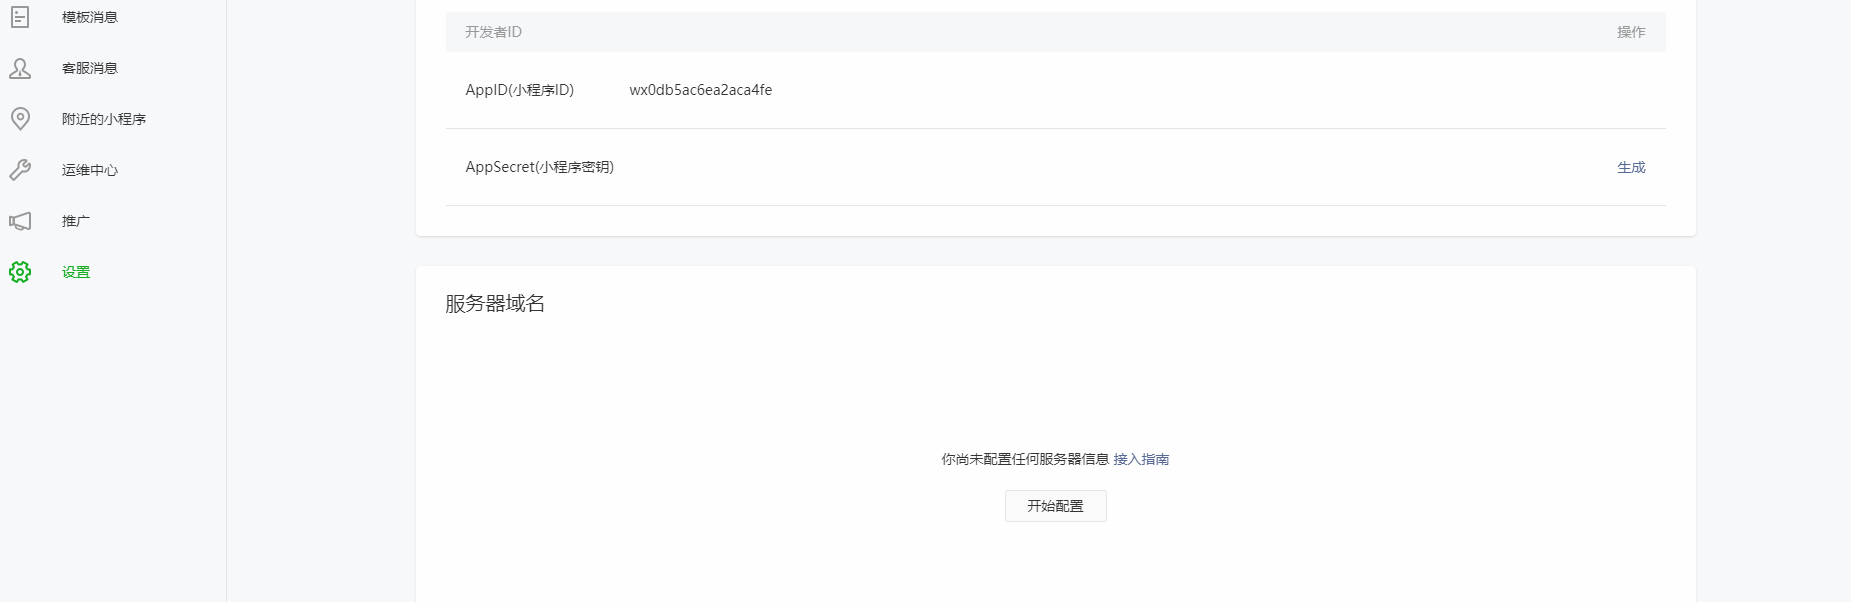 模板消息
客服消息
附近的小程序
运维中心
推广
设置
开发者ID 操作
AppID(小程序ID) wx0db5ac6ea2aca4fe
AppSecret(小程序密钥) 生成
服务器域名
你尚未配置任何服务器信息 接入指南
开始配置